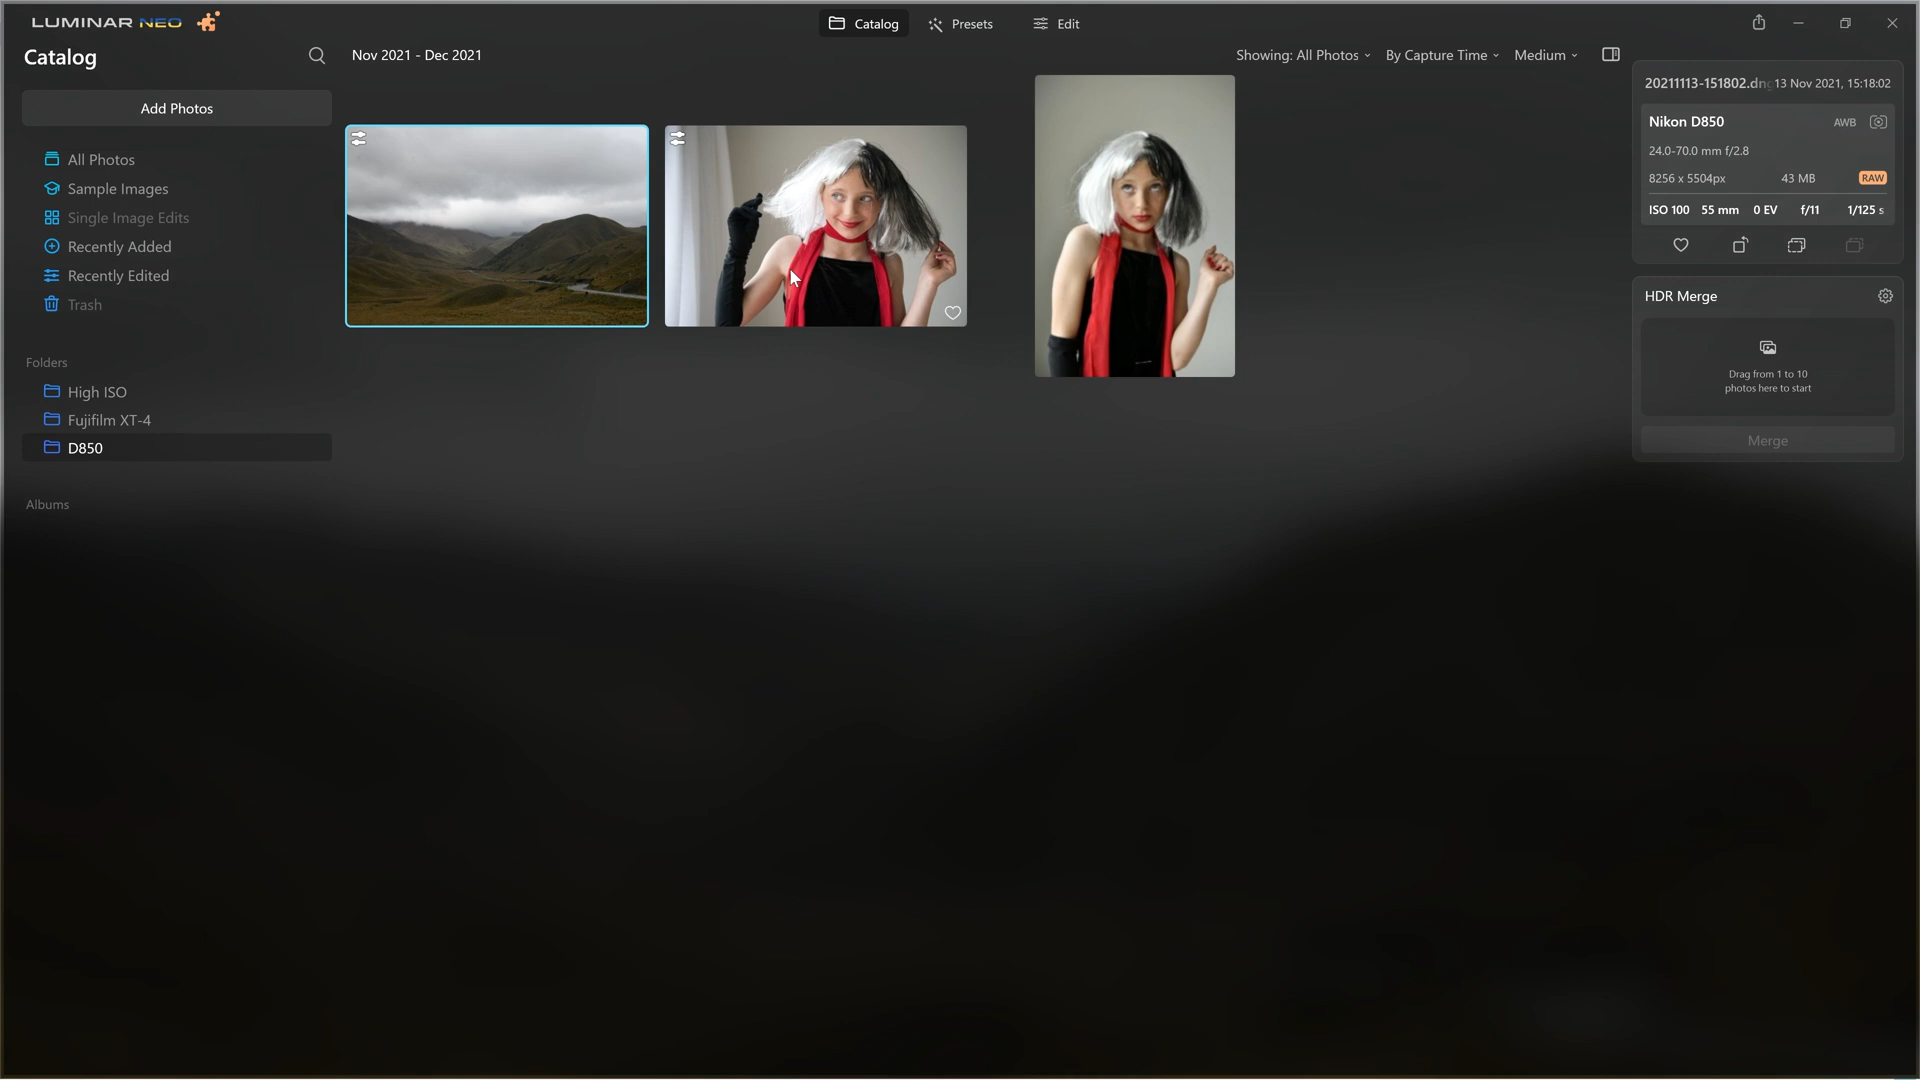 LUMINAR NEO
Catalog
Presets
Edit
Catalog
Nov 2021 - Dec 2021
Showing: All Photos
By Capture Time
Medium
Add Photos
All Photos
Sample Images
Single Image Edits
Recently Added
Recently Edited
Trash
Folders
High ISO
Fujifilm XT-4
D850
Albums
20211113-151802.dng 13 Nov 2021, 15:18:02
Nikon D850 AWB
24.0-70.0 mm f/2.8
8256 x 5504px 43 MB RAW
ISO 100 55 mm 0 EV f/11 1/125 s
HDR Merge
Drag from 1 to 10
photos here to start
Merge